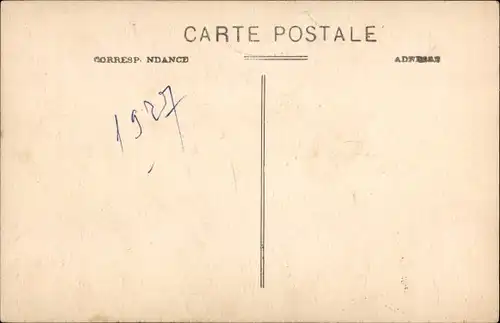 CARTE POSTALE
CORRESP NDANCE
ADRESSE
1927